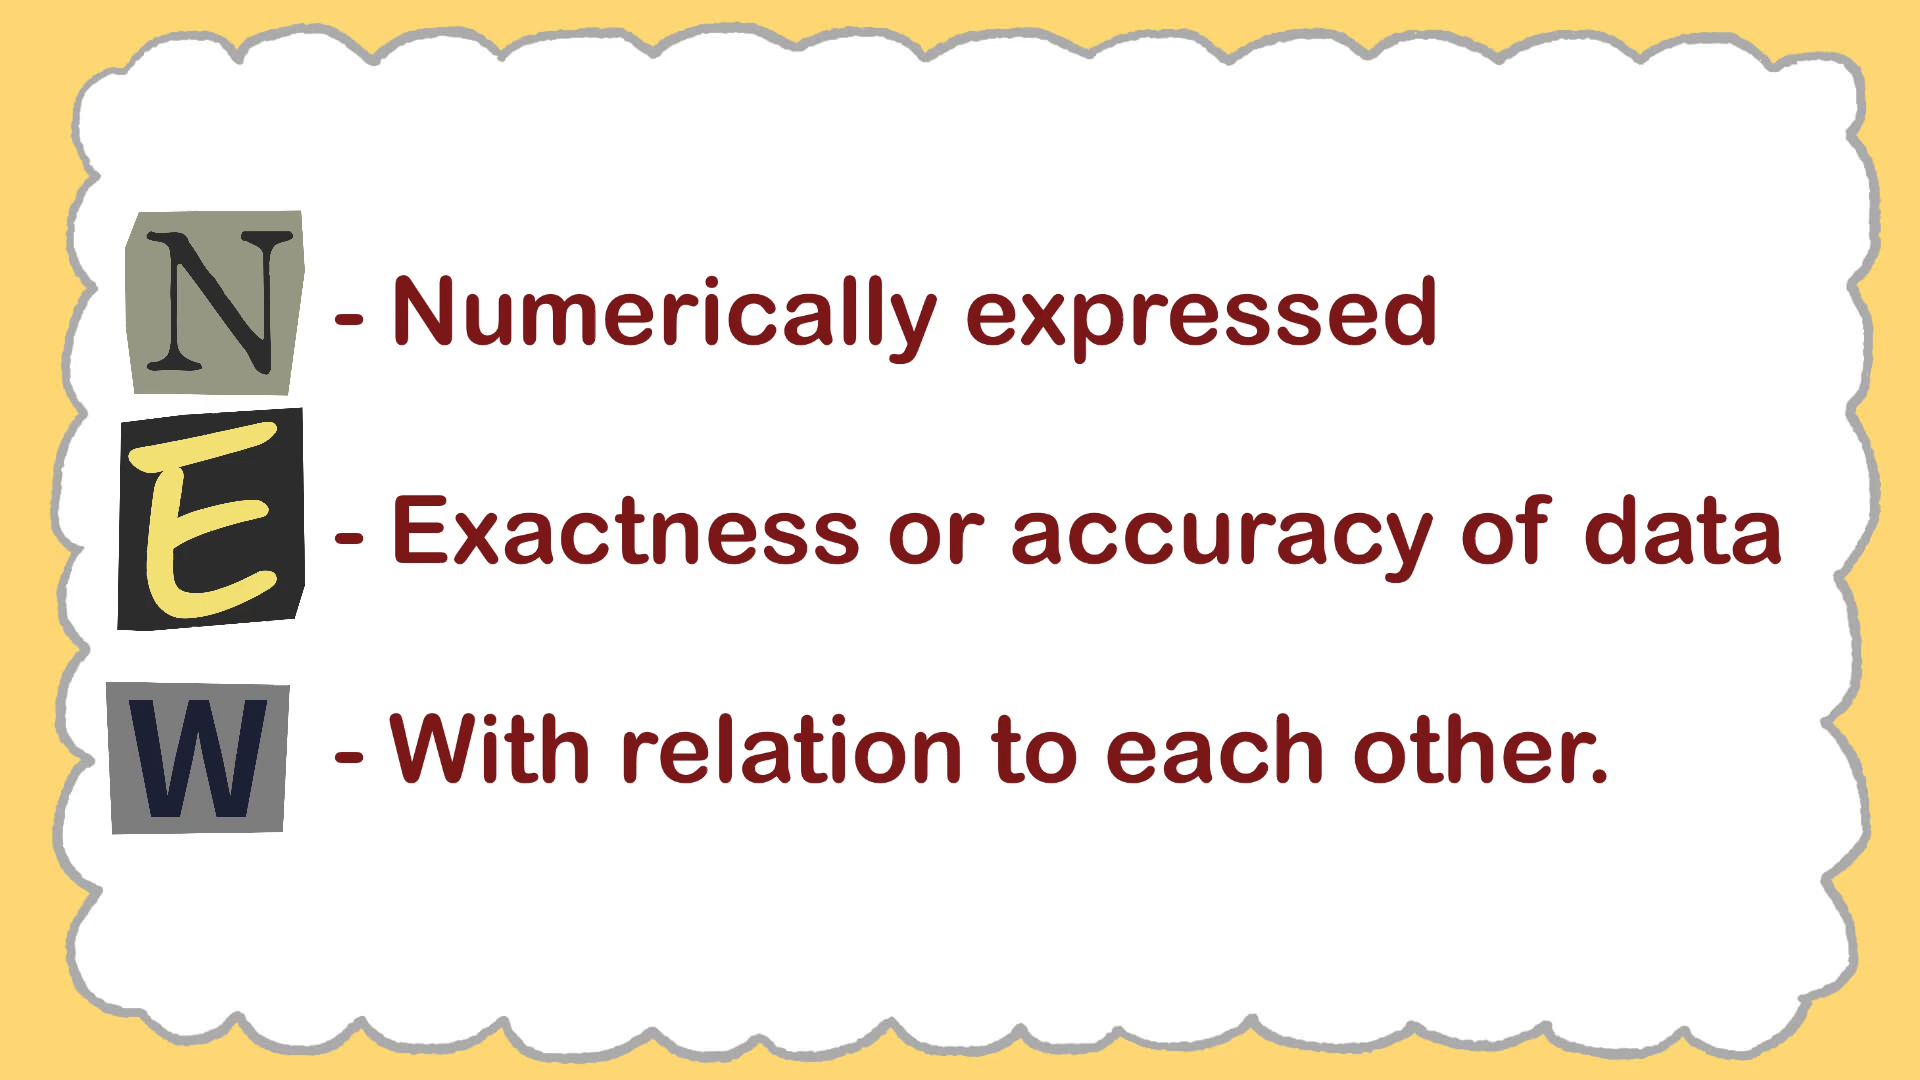 N - Numerically expressed
E - Exactness or accuracy of data
W - With relation to each other.